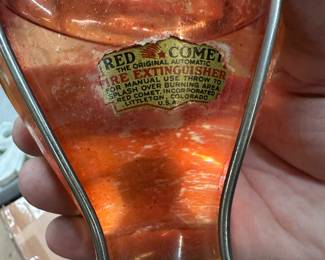 RED COMET
THE ORIGINAL AUTOMATIC
FIRE EXTINGUISHER
FOR MANUAL USE THROW TO
SPLASH OVER BURNING AREA
RED COMET, INCORPORATED
LITTLETON, COLORADO
U.S.A.